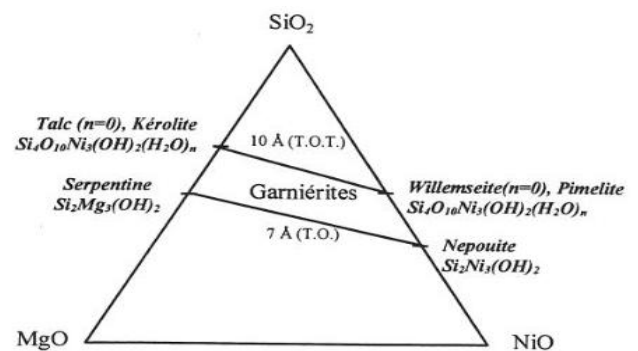 SiO₂
Talc (n=0), Kérolite
Si₄O₁₀Ni₃(OH)₂(H₂O)ₙ
10 Å (T.O.T.)
Serpentine
Si₂Mg₃(OH)₂
Garniérites
Willemseite(n=0), Pimelite
Si₄O₁₀Ni₃(OH)₂(H₂O)ₙ
7 Å (T.O.)
Nepouite
Si₂Ni₃(OH)₂
MgO
NiO